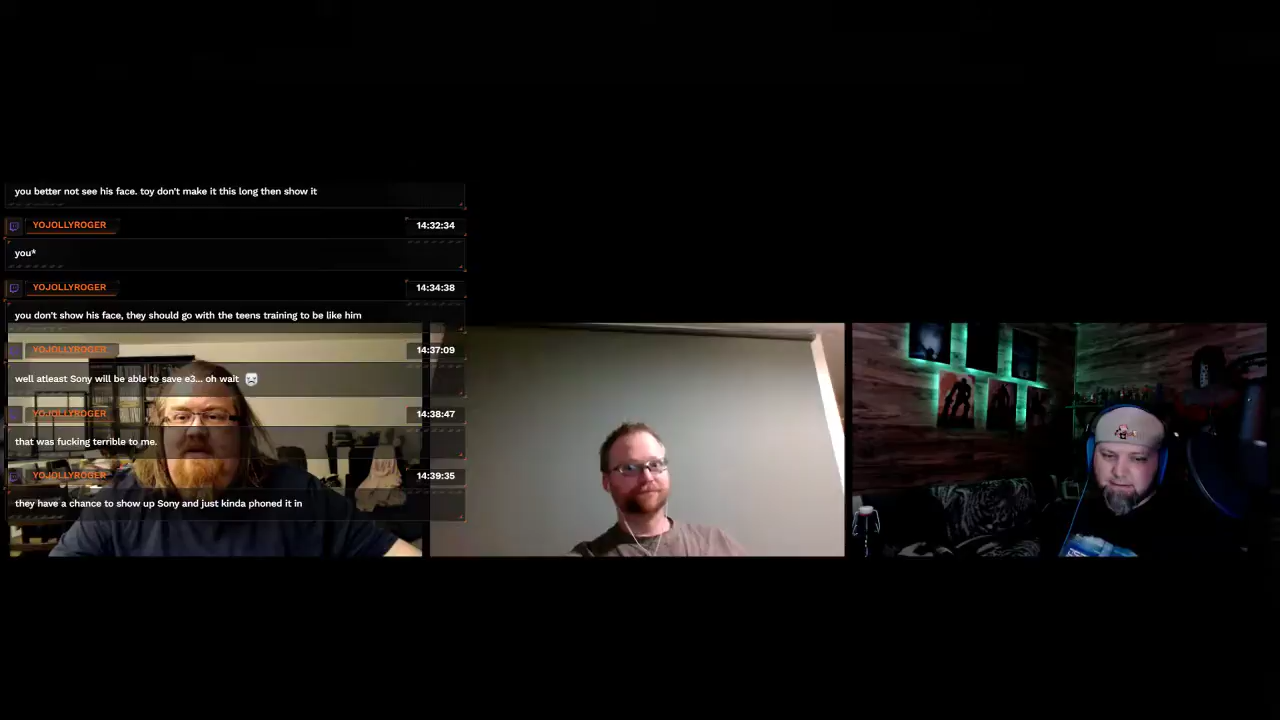 you better not see his face. toy don't make it this long then show it
YOJOLLYROGER 14:32:34
you*
YOJOLLYROGER 14:34:38
you don't show his face, they should go with the teens training to be like him
YOJOLLYROGER 14:37:09
well atleast Sony will be able to save e3... oh wait
YOJOLLYROGER 14:38:47
that was fucking terrible to me.
YOJOLLYROGER 14:39:35
they have a chance to show up Sony and just kinda phoned it in